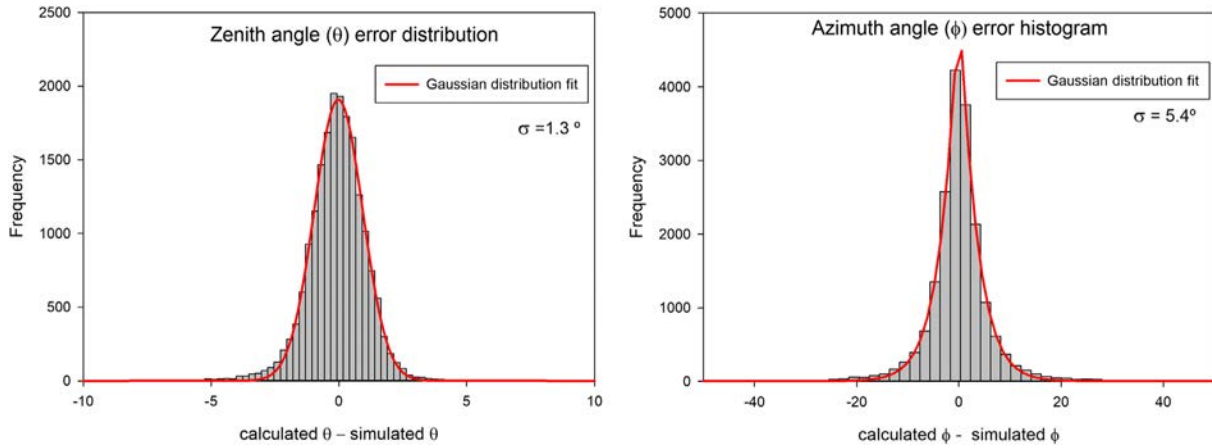 Zenith angle (θ) error distribution
Gaussian distribution fit
σ =1.3 º
Frequency
2500
2000
1500
1000
500
0
-10
-5
0
5
10
calculated θ – simulated θ
Azimuth angle (ϕ) error histogram
Gaussian distribution fit
σ = 5.4º
Frequency
5000
4000
3000
2000
1000
0
-40
-20
0
20
40
calculated ϕ - simulated ϕ